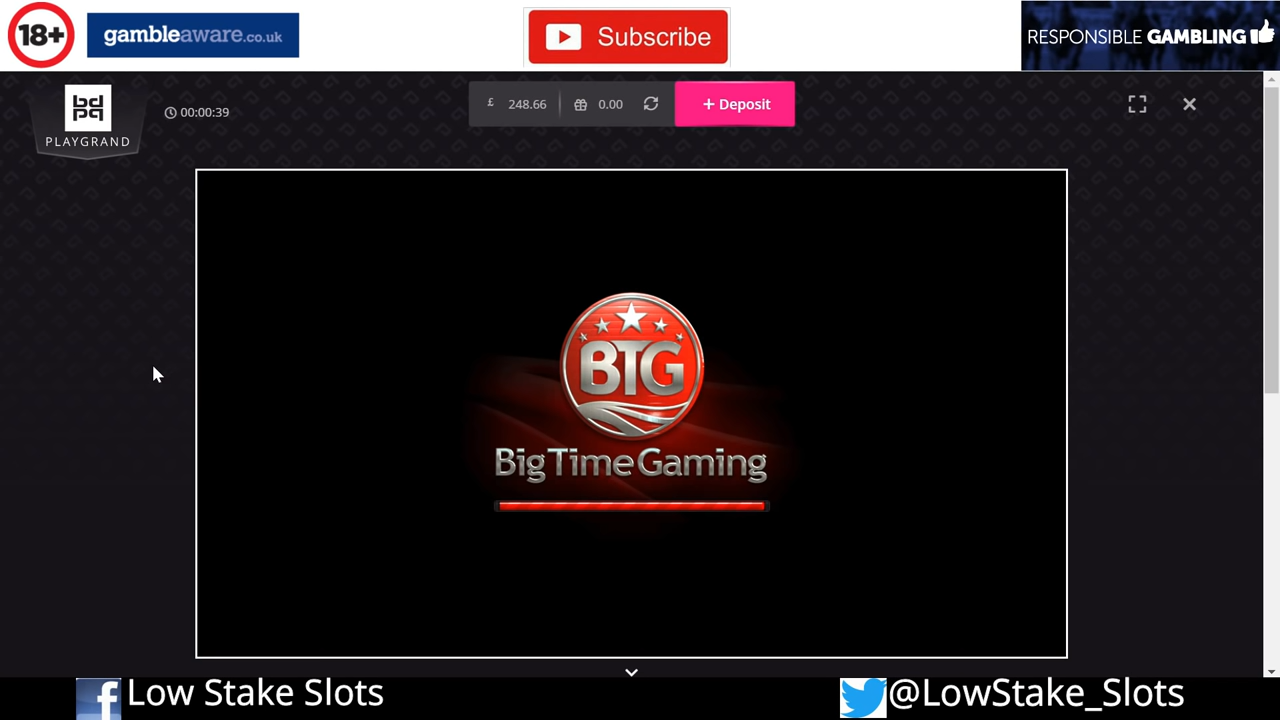 18+
gambleaware.co.uk
Subscribe
RESPONSIBLE GAMBLING
PLAYGRAND
00:00:39
£ 248.66
0.00
+ Deposit
BTG
Big Time Gaming
f Low Stake Slots
@LowStake_Slots